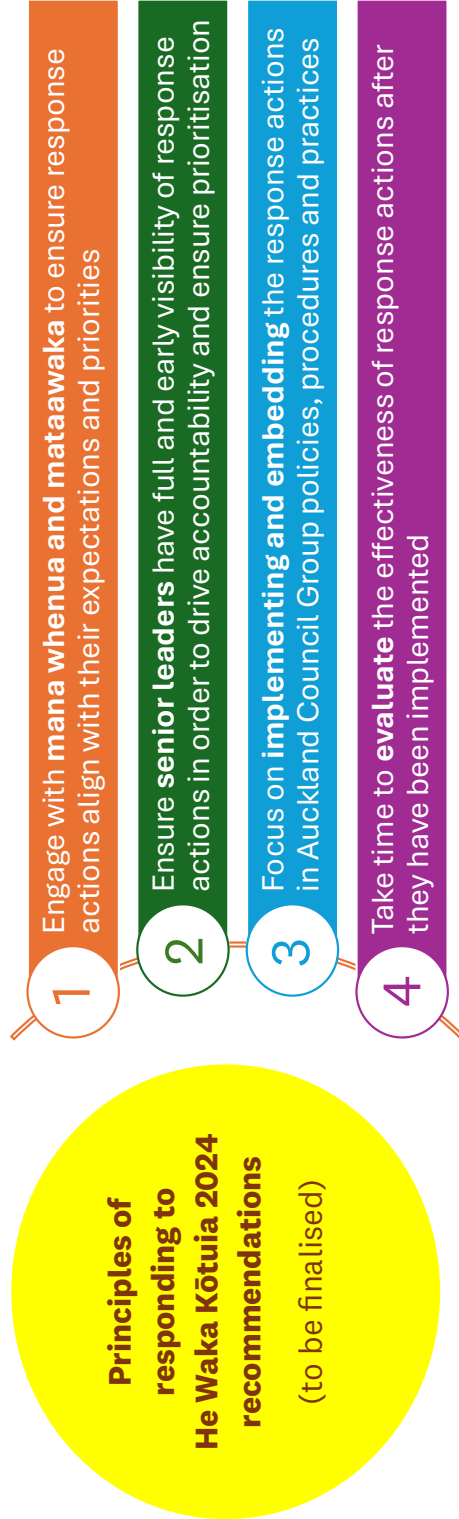 Principles of
responding to
He Waka Kōtuia 2024
recommendations
(to be finalised)
1
Engage with mana whenua and mataawaka to ensure response
actions align with their expectations and priorities
2
Ensure senior leaders have full and early visibility of response
actions in order to drive accountability and ensure prioritisation
3
Focus on implementing and embedding the response actions
in Auckland Council Group policies, procedures and practices
4
Take time to evaluate the effectiveness of response actions after
they have been implemented